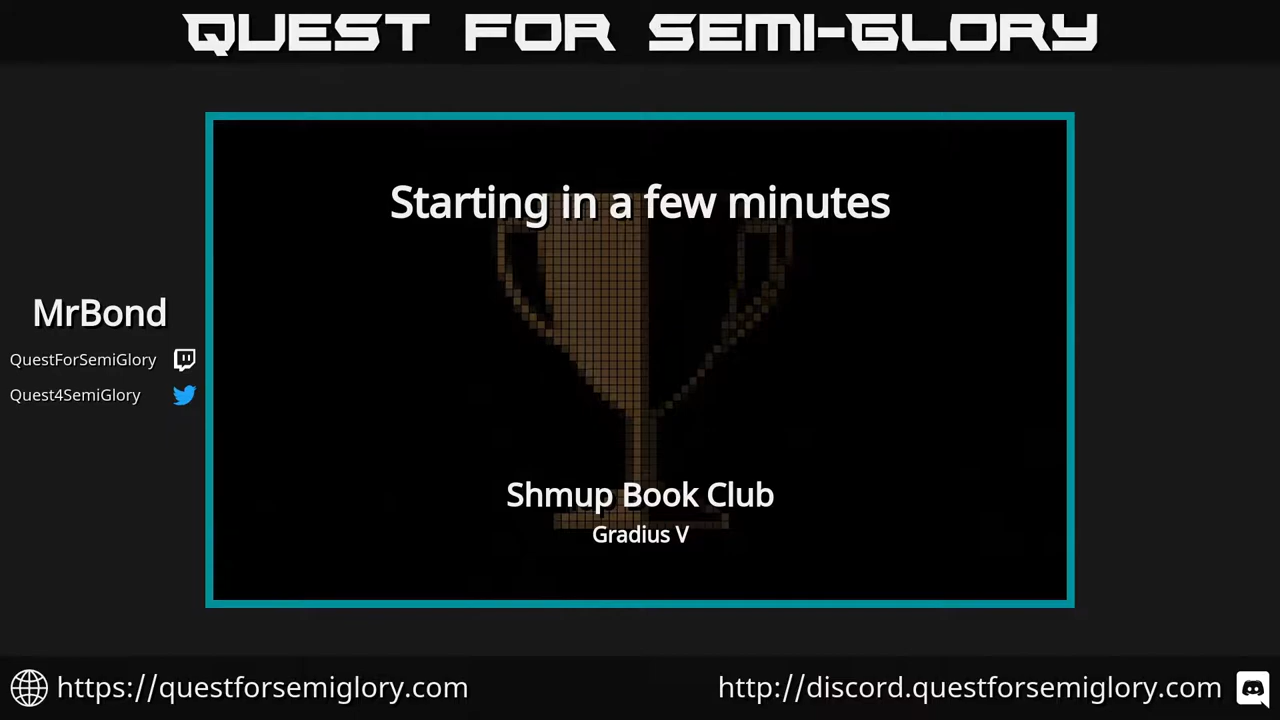 QUEST FOR SEMI-GLORY
Starting in a few minutes
MrBond
QuestForSemiGlory
Quest4SemiGlory
Shmup Book Club
Gradius V
https://questforsemiglory.com
http://discord.questforsemiglory.com